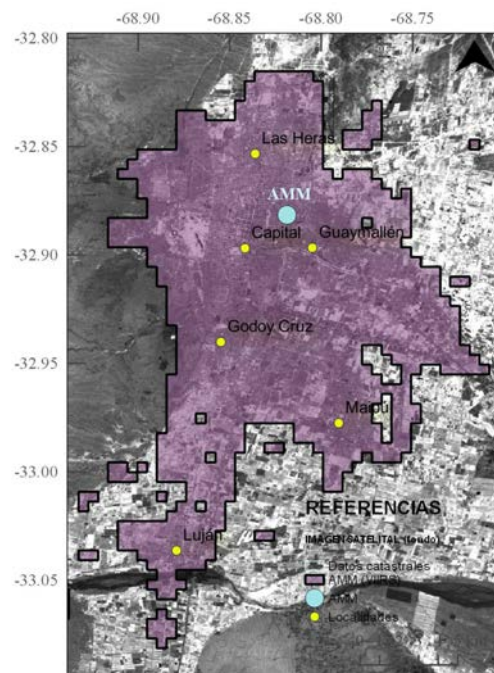 -68.90 -68.85 -68.80 -68.75
-32.80
-32.85
-32.90
-32.95
-33.00
-33.05
Las Heras
AMM
Capital Guaymallén
Godoy Cruz
Maipú
Luján
REFERENCIAS
IMAGEN SATELITAL (fondo)
Datos catastrales
AMM (VIIRS)
AMM
Localidades